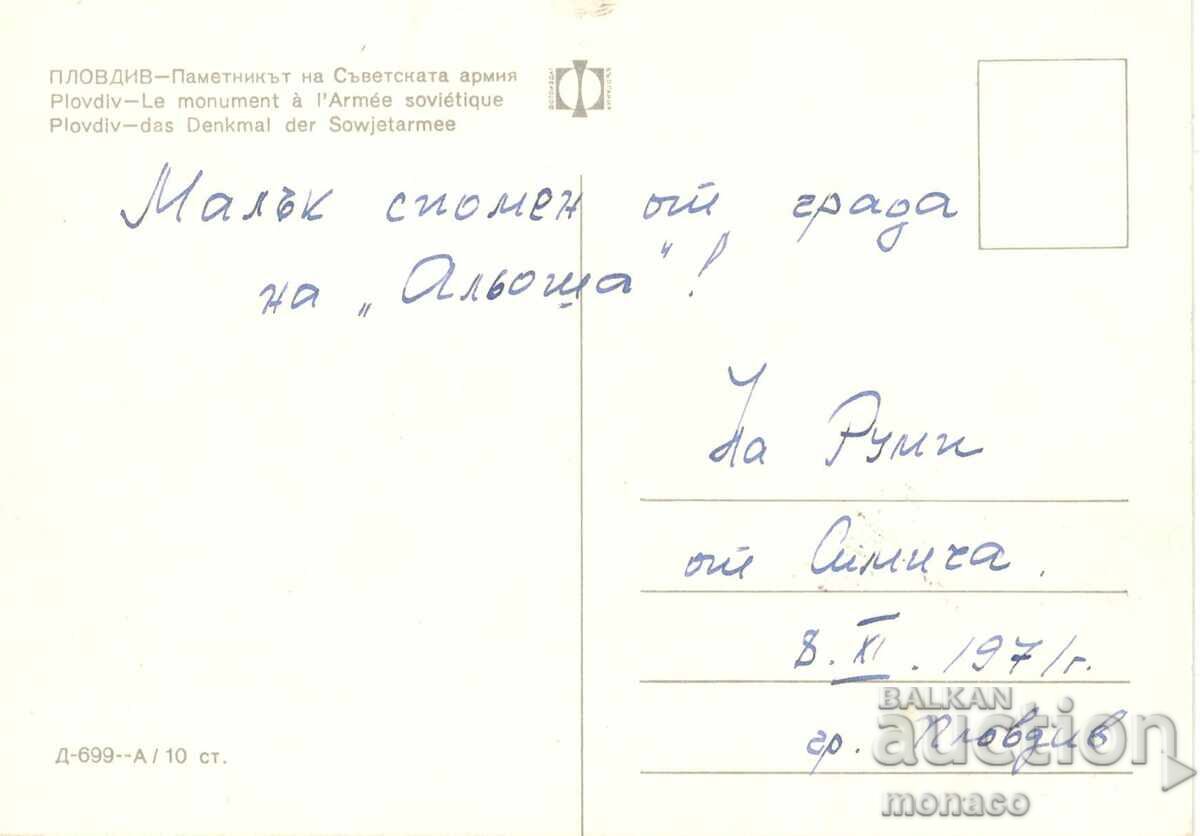 ПЛОВДИВ—Паметникът на Съветската армия
Plovdiv—Le monument à l'Armée soviétique
Plovdiv—das Denkmal der Sowjetarmee
Малък спомен от града
на „Альоша"!
На Руми
от Симича.
8. XI. 1971 г.
гр. Пловдив
Д-699--А / 10 ст.
BALKAN
auction
monaco